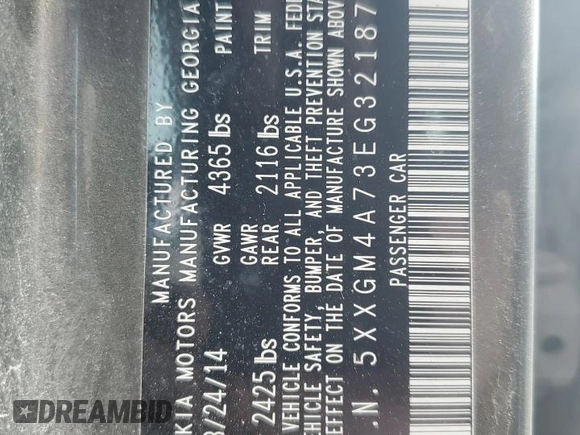 MANUFACTURED BY
KIA MOTORS MANUFACTURING GEORGIA
/24/14 GVWR 4365 lbs PAINT
GAWR
2425 lbs REAR 2116 lbs TRIM
VEHICLE CONFORMS TO ALL APPLICABLE U.S.A. FEDE
VEHICLE SAFETY, BUMPER, AND THEFT PREVENTION STA
EFFECT ON THE DATE OF MANUFACTURE SHOWN ABOV
.N. 5XXGM4A73EG32187
PASSENGER CAR
DREAMBID